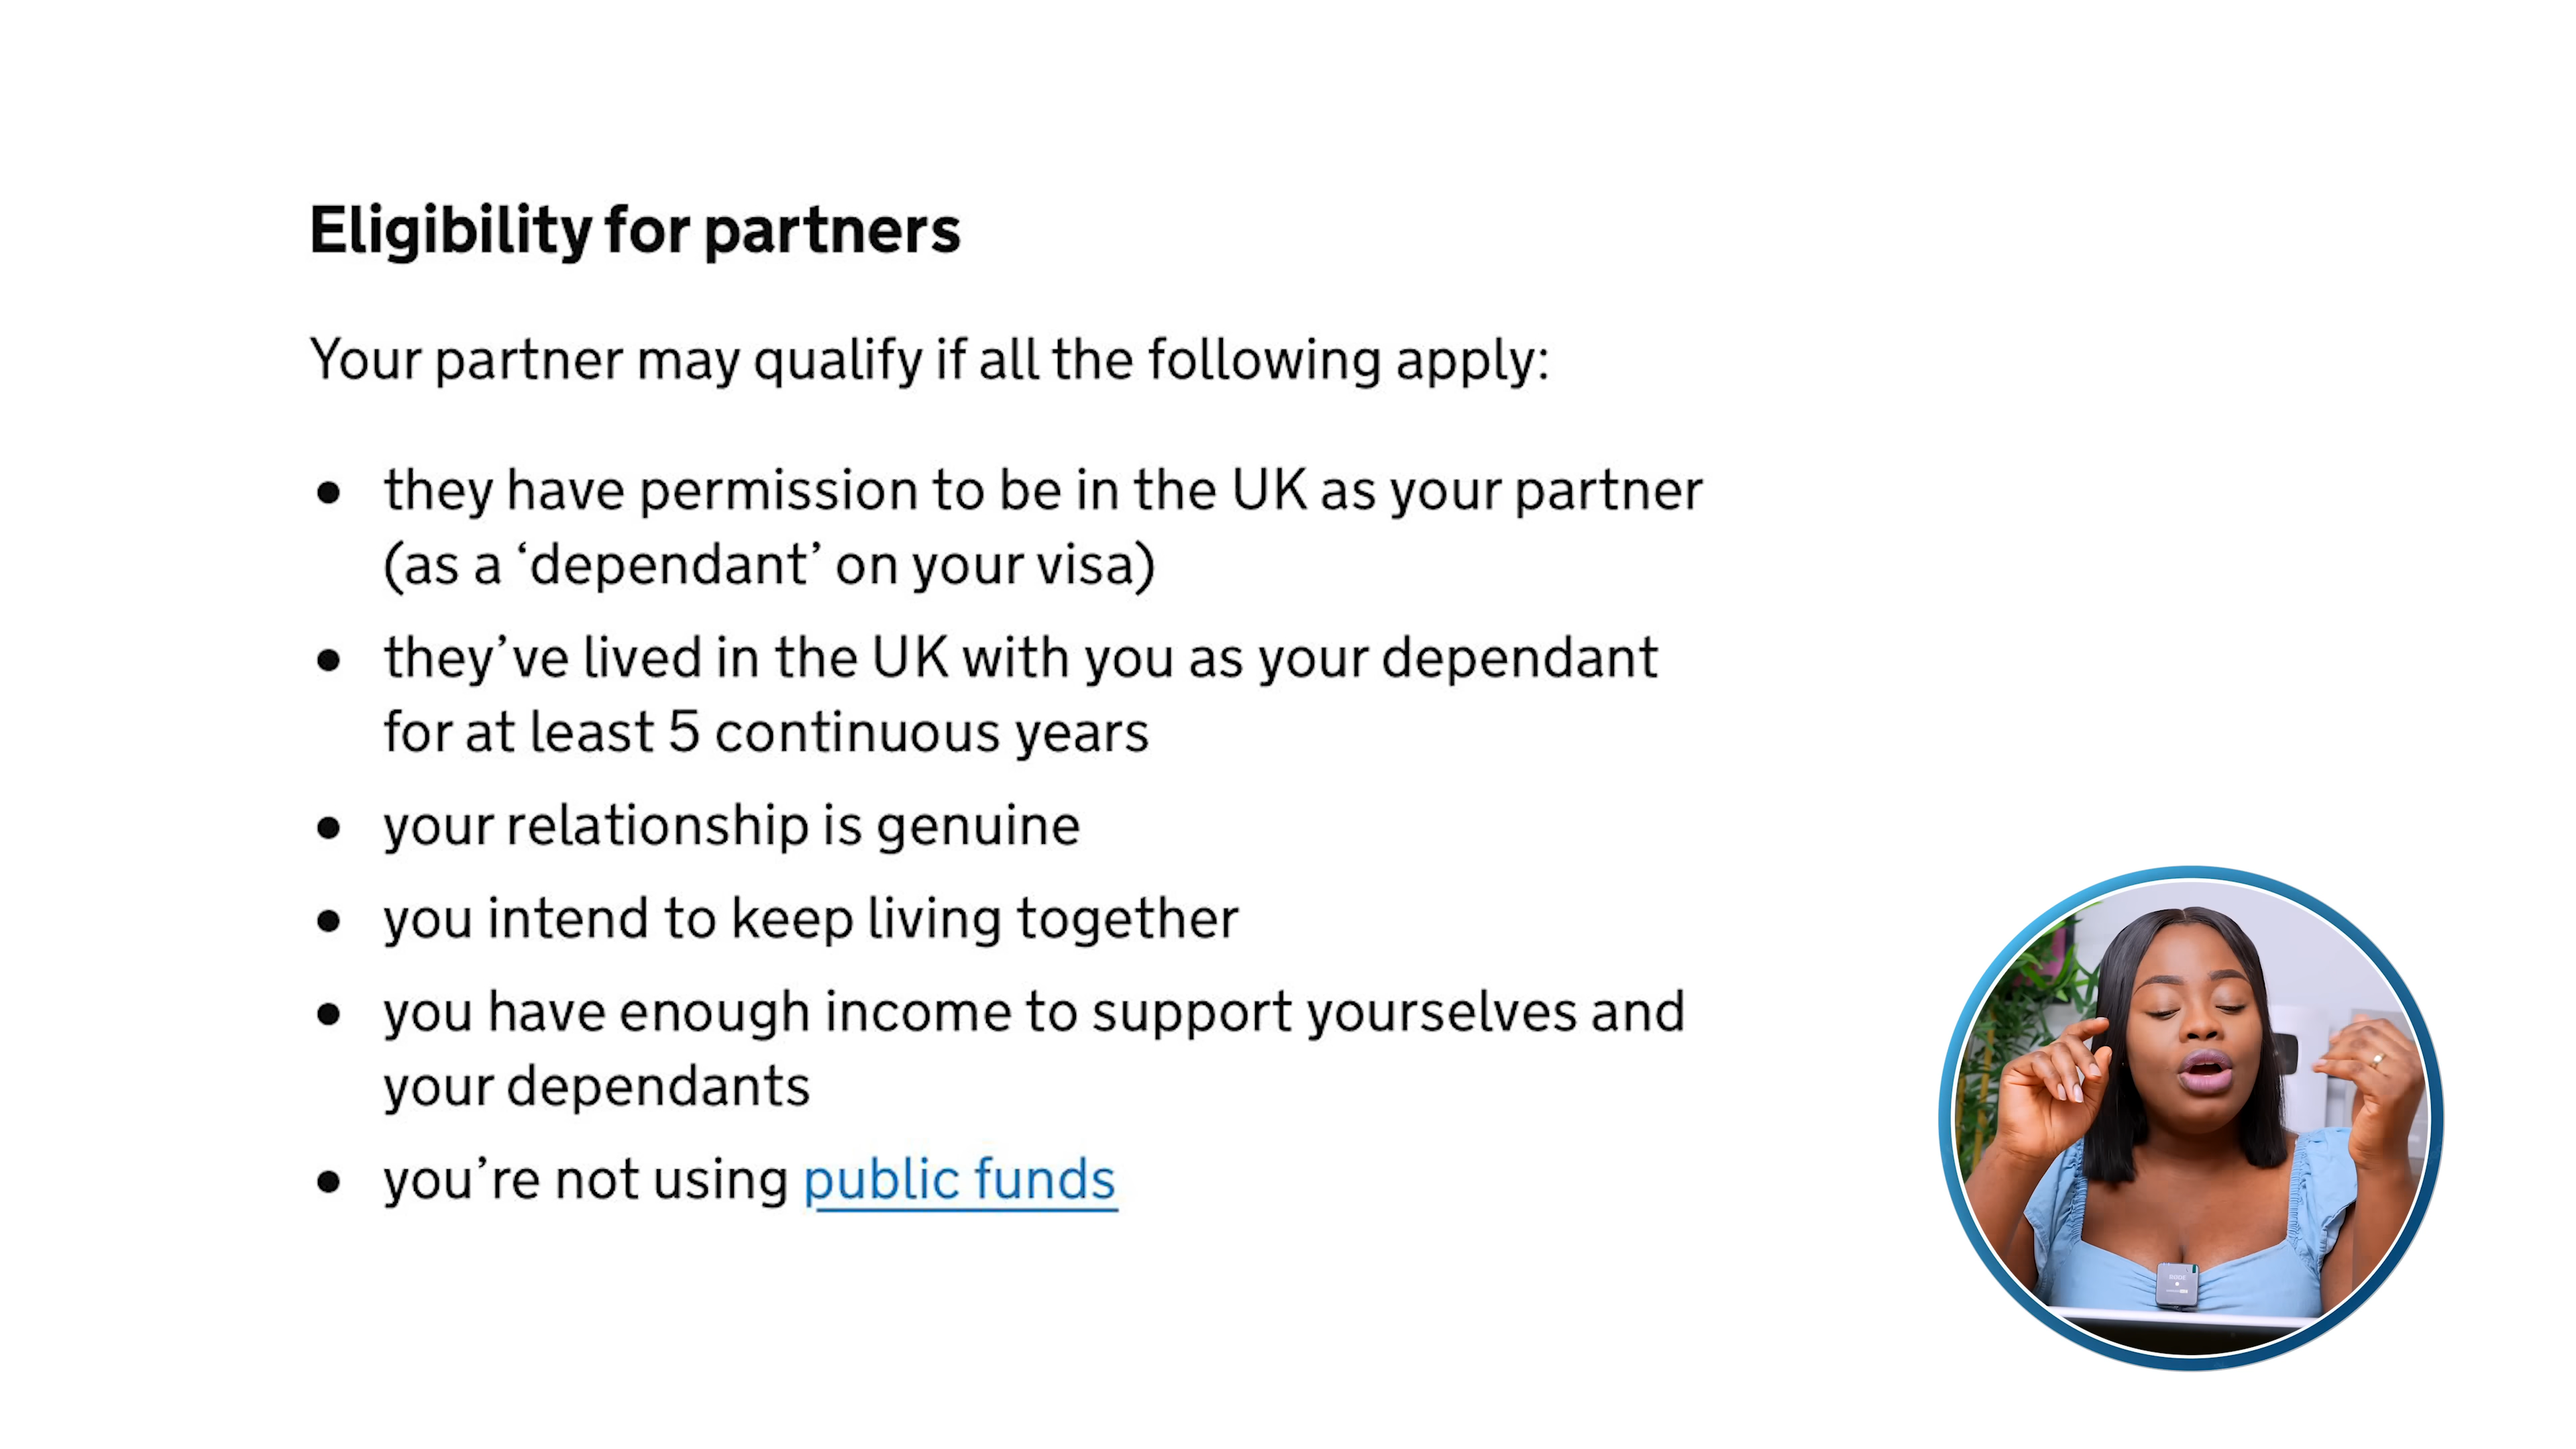 Eligibility for partners
Your partner may qualify if all the following apply:
• they have permission to be in the UK as your partner
(as a ‘dependant’ on your visa)
• they’ve lived in the UK with you as your dependant
for at least 5 continuous years
• your relationship is genuine
• you intend to keep living together
• you have enough income to support yourselves and
your dependants
• you’re not using public funds
RODE